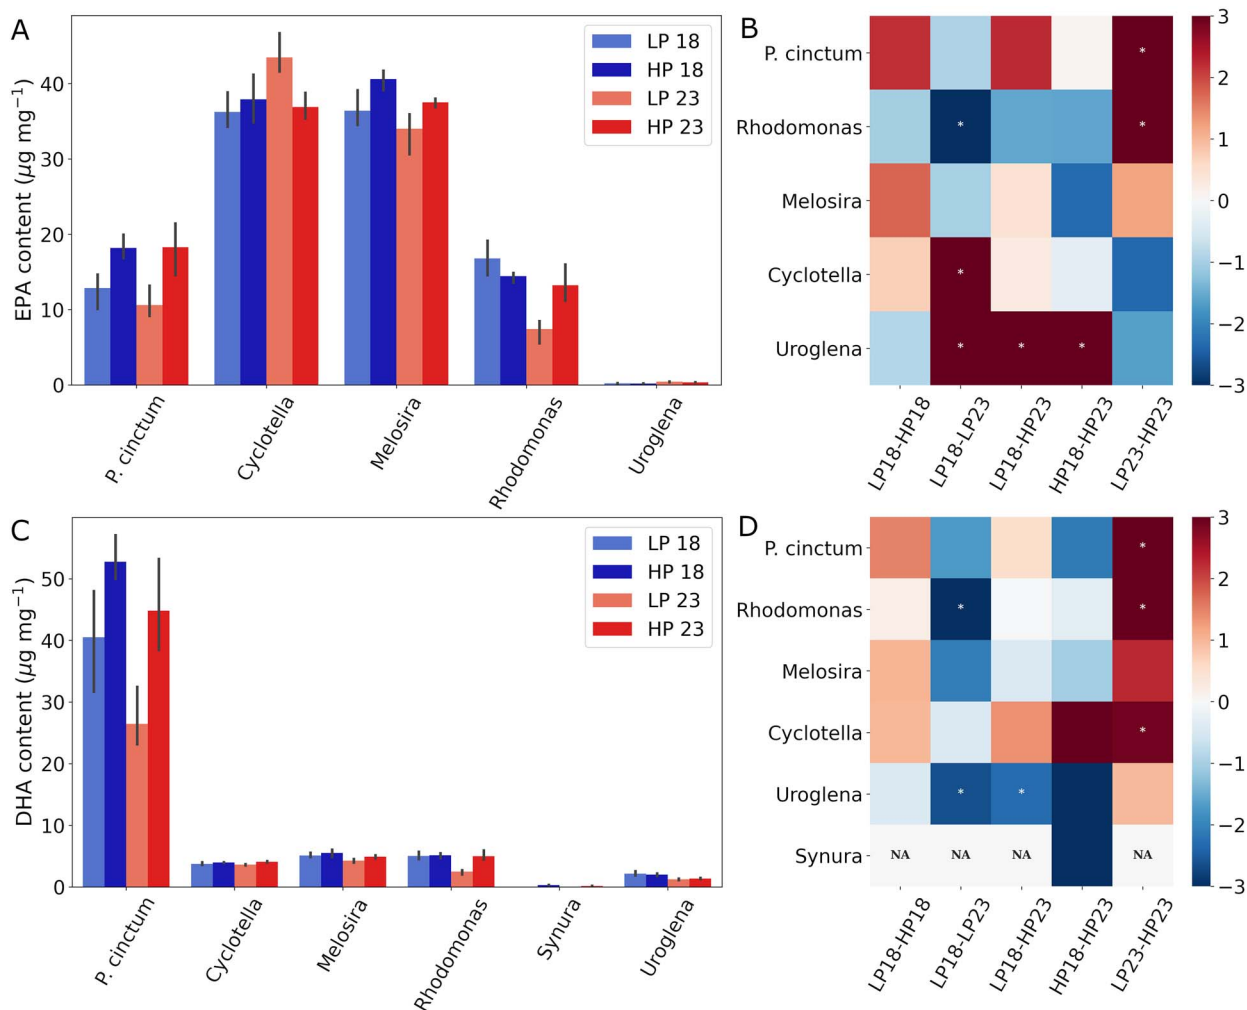 A
EPA content (µg mg⁻¹)
40
30
20
10
0
LP 18
HP 18
LP 23
HP 23
P. cinctum
Cyclotella
Melosira
Rhodomonas
Uroglena
B
P. cinctum
Rhodomonas
Melosira
Cyclotella
Uroglena
*
* *
*
* * *
LP18-HP18
LP18-LP23
LP18-HP23
HP18-HP23
LP23-HP23
3
2
1
0
−1
−2
−3
C
DHA content (µg mg⁻¹)
50
40
30
20
10
0
LP 18
HP 18
LP 23
HP 23
P. cinctum
Cyclotella
Melosira
Rhodomonas
Synura
Uroglena
D
P. cinctum
Rhodomonas
Melosira
Cyclotella
Uroglena
Synura
*
* *
*
* *
NA NA NA NA
LP18-HP18
LP18-LP23
LP18-HP23
HP18-HP23
LP23-HP23
3
2
1
0
−1
−2
−3